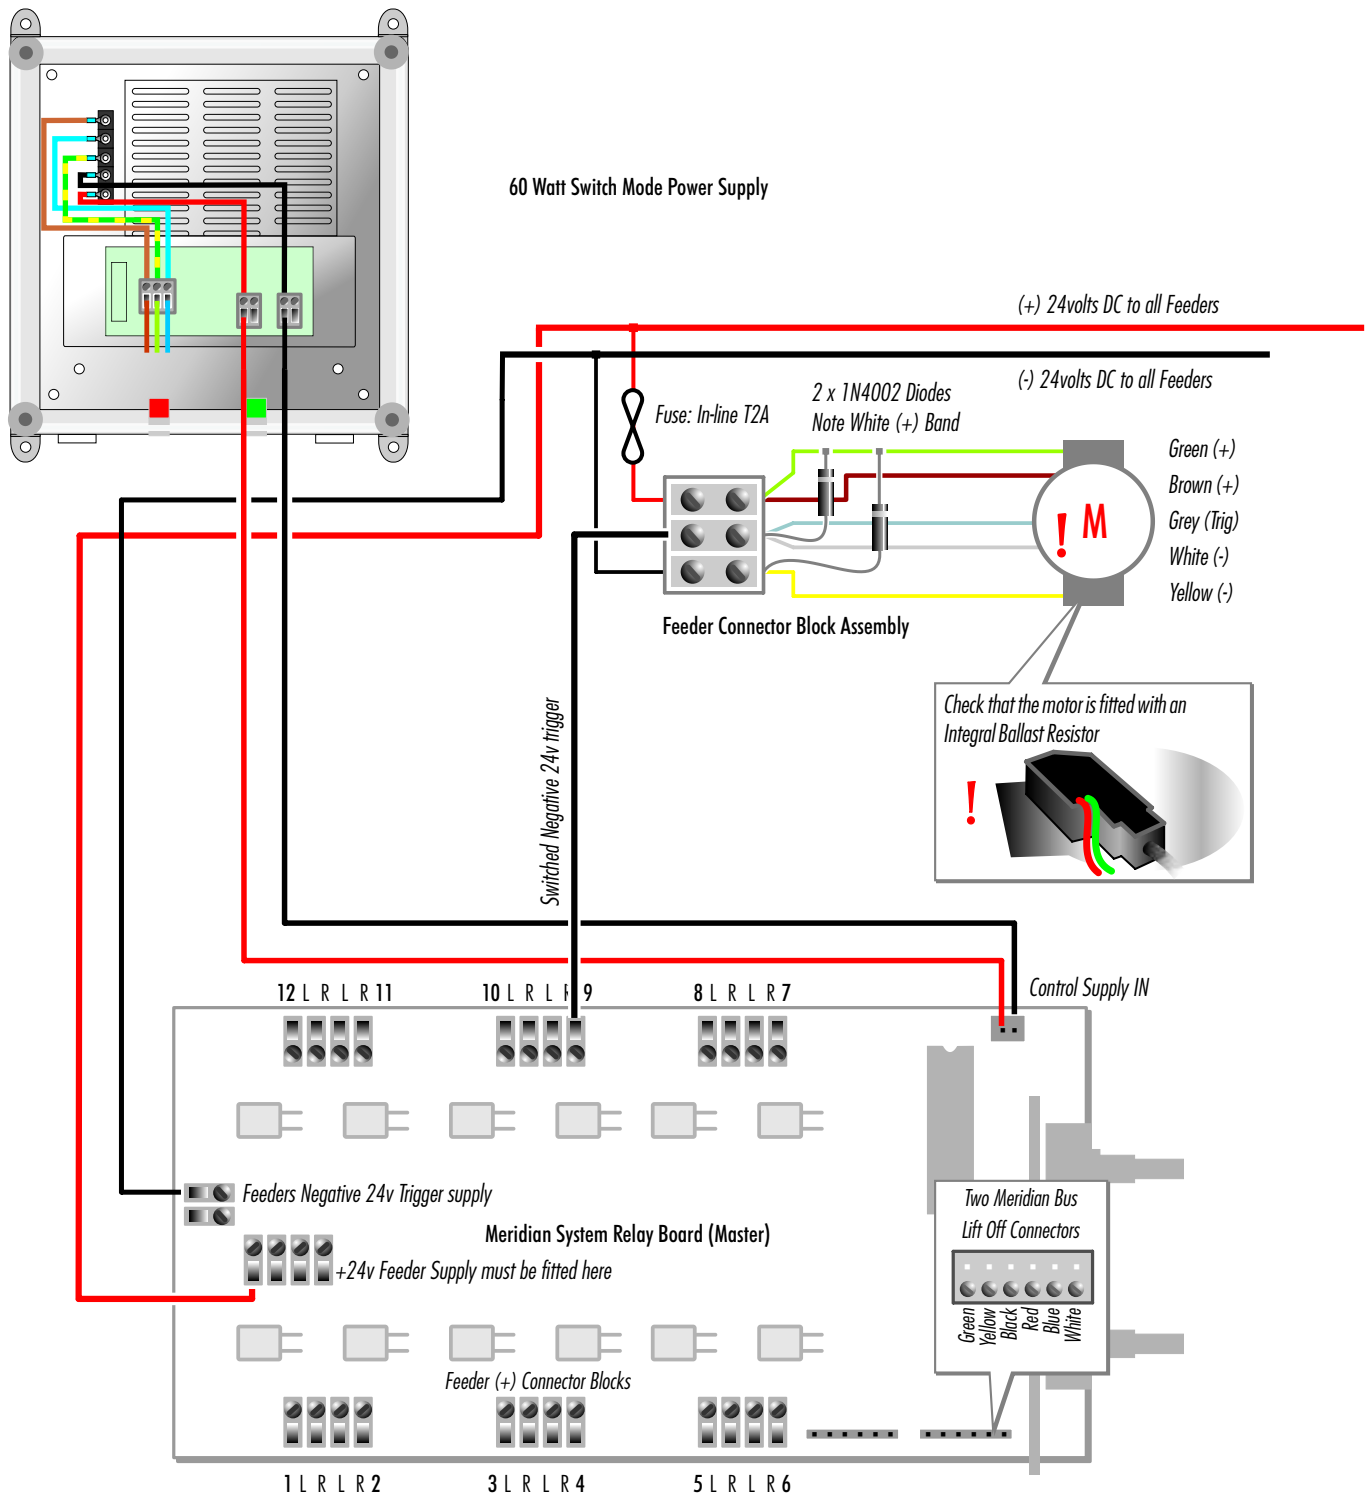 60 Watt Switch Mode Power Supply
(+) 24volts DC to all Feeders
(-) 24volts DC to all Feeders
Fuse: In-line T2A
2 x 1N4002 Diodes
Note White (+) Band
Green (+)
Brown (+)
Grey (Trig)
White (-)
Yellow (-)
! M
Feeder Connector Block Assembly
Check that the motor is fitted with an
Integral Ballast Resistor
!
Switched Negative 24v trigger
Control Supply IN
12 L R L R 11
10 L R L R 9
8 L R L R 7
Feeders Negative 24v Trigger supply
Meridian System Relay Board (Master)
+24v Feeder Supply must be fitted here
Two Meridian Bus
Lift Off Connectors
Green
Yellow
Black
Red
Blue
White
Feeder (+) Connector Blocks
1 L R L R 2
3 L R L R 4
5 L R L R 6